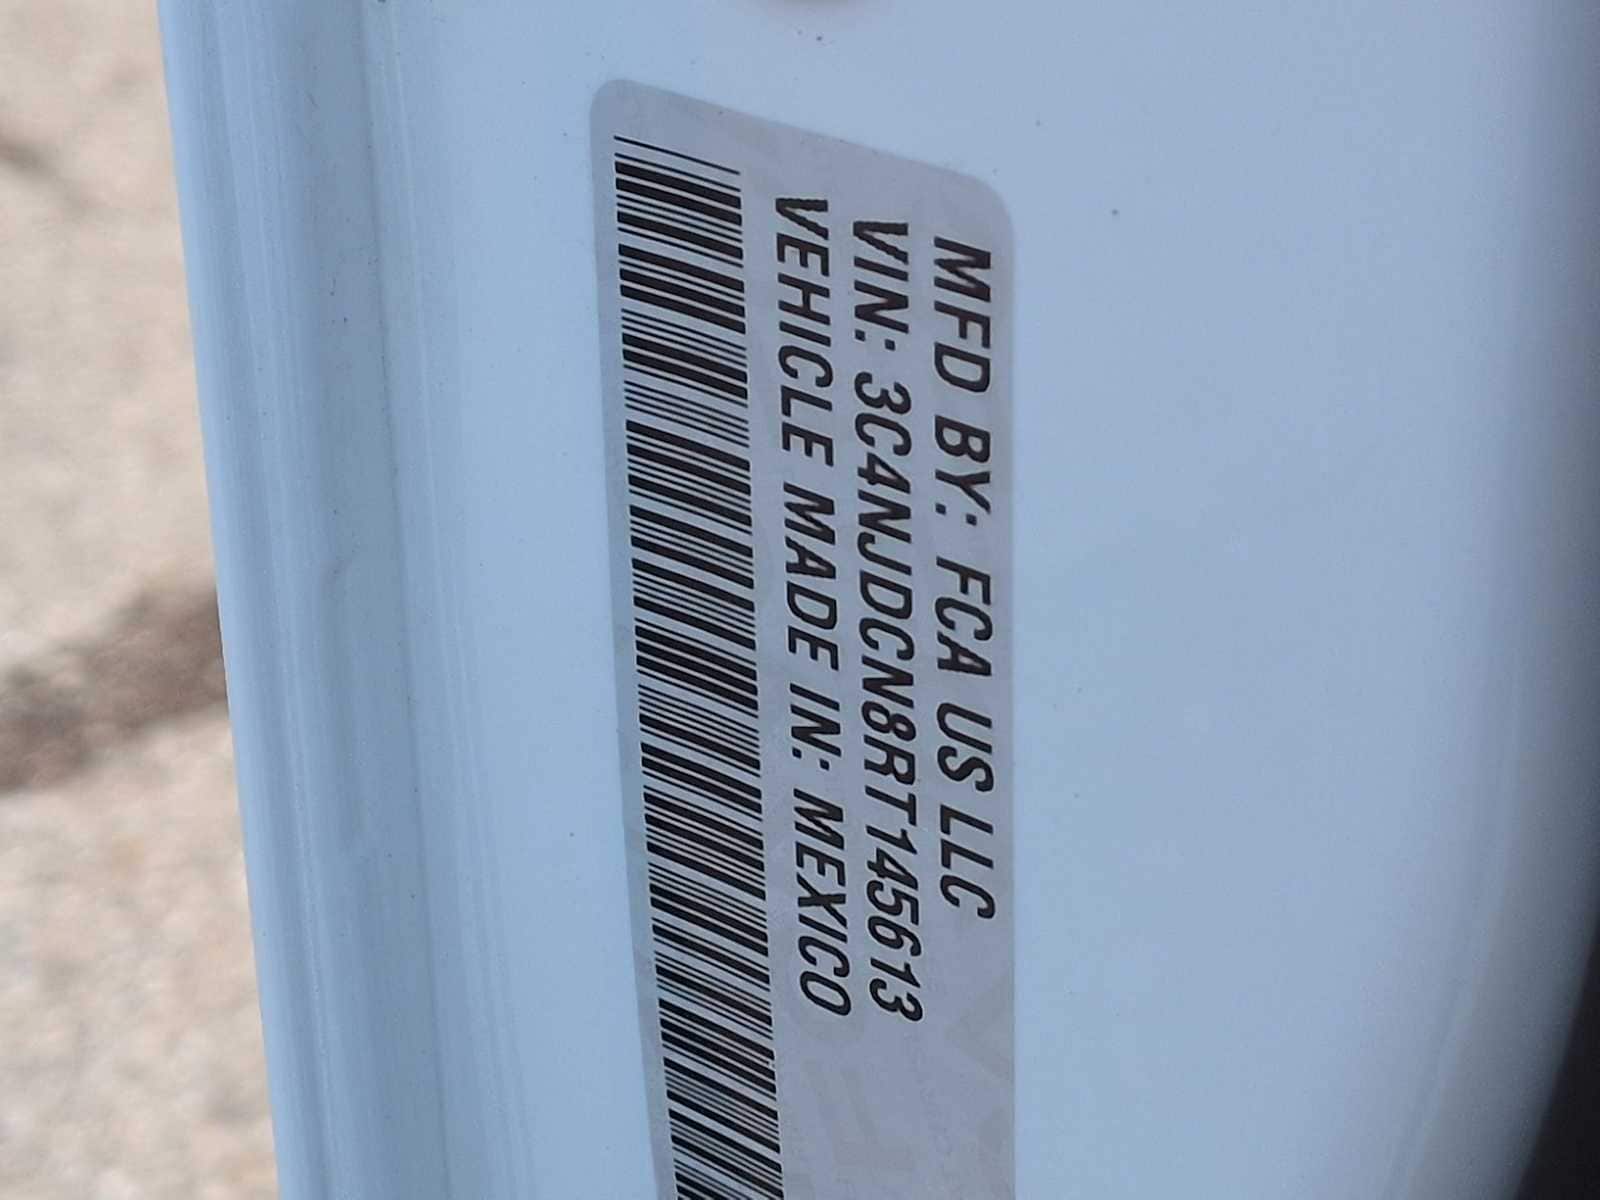 MFD BY: FCA US LLC
VIN: 3C4NJDCN8RT145613
VEHICLE MADE IN: MEXICO